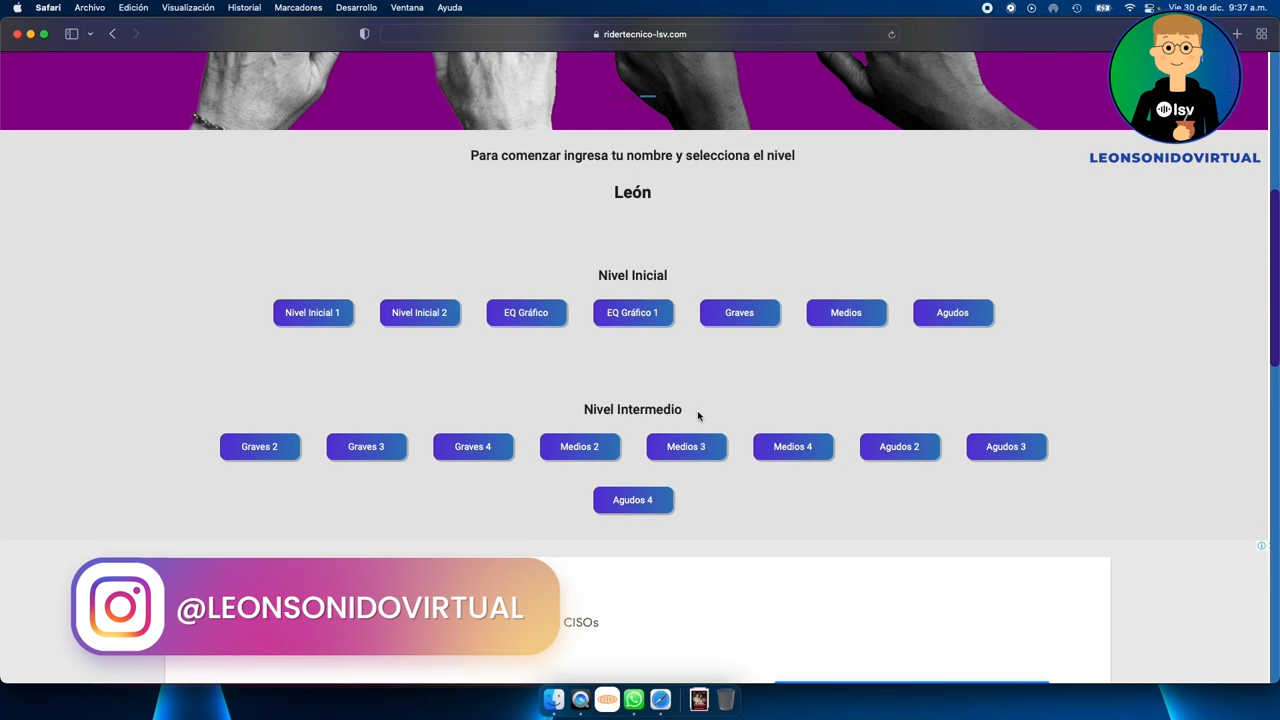 Safari Archivo Edición Visualización Historial Marcadores Desarrollo Ventana Ayuda
Vie 30 de dic. 9:37 a.m.
ridertecnico-lsv.com
lsv
LEONSONIDOVIRTUAL
Para comenzar ingresa tu nombre y selecciona el nivel
León
Nivel Inicial
Nivel Inicial 1 Nivel Inicial 2 EQ Gráfico EQ Gráfico 1 Graves Medios Agudos
Nivel Intermedio
Graves 2 Graves 3 Graves 4 Medios 2 Medios 3 Medios 4 Agudos 2 Agudos 3
Agudos 4
@LEONSONIDOVIRTUAL
CISOs